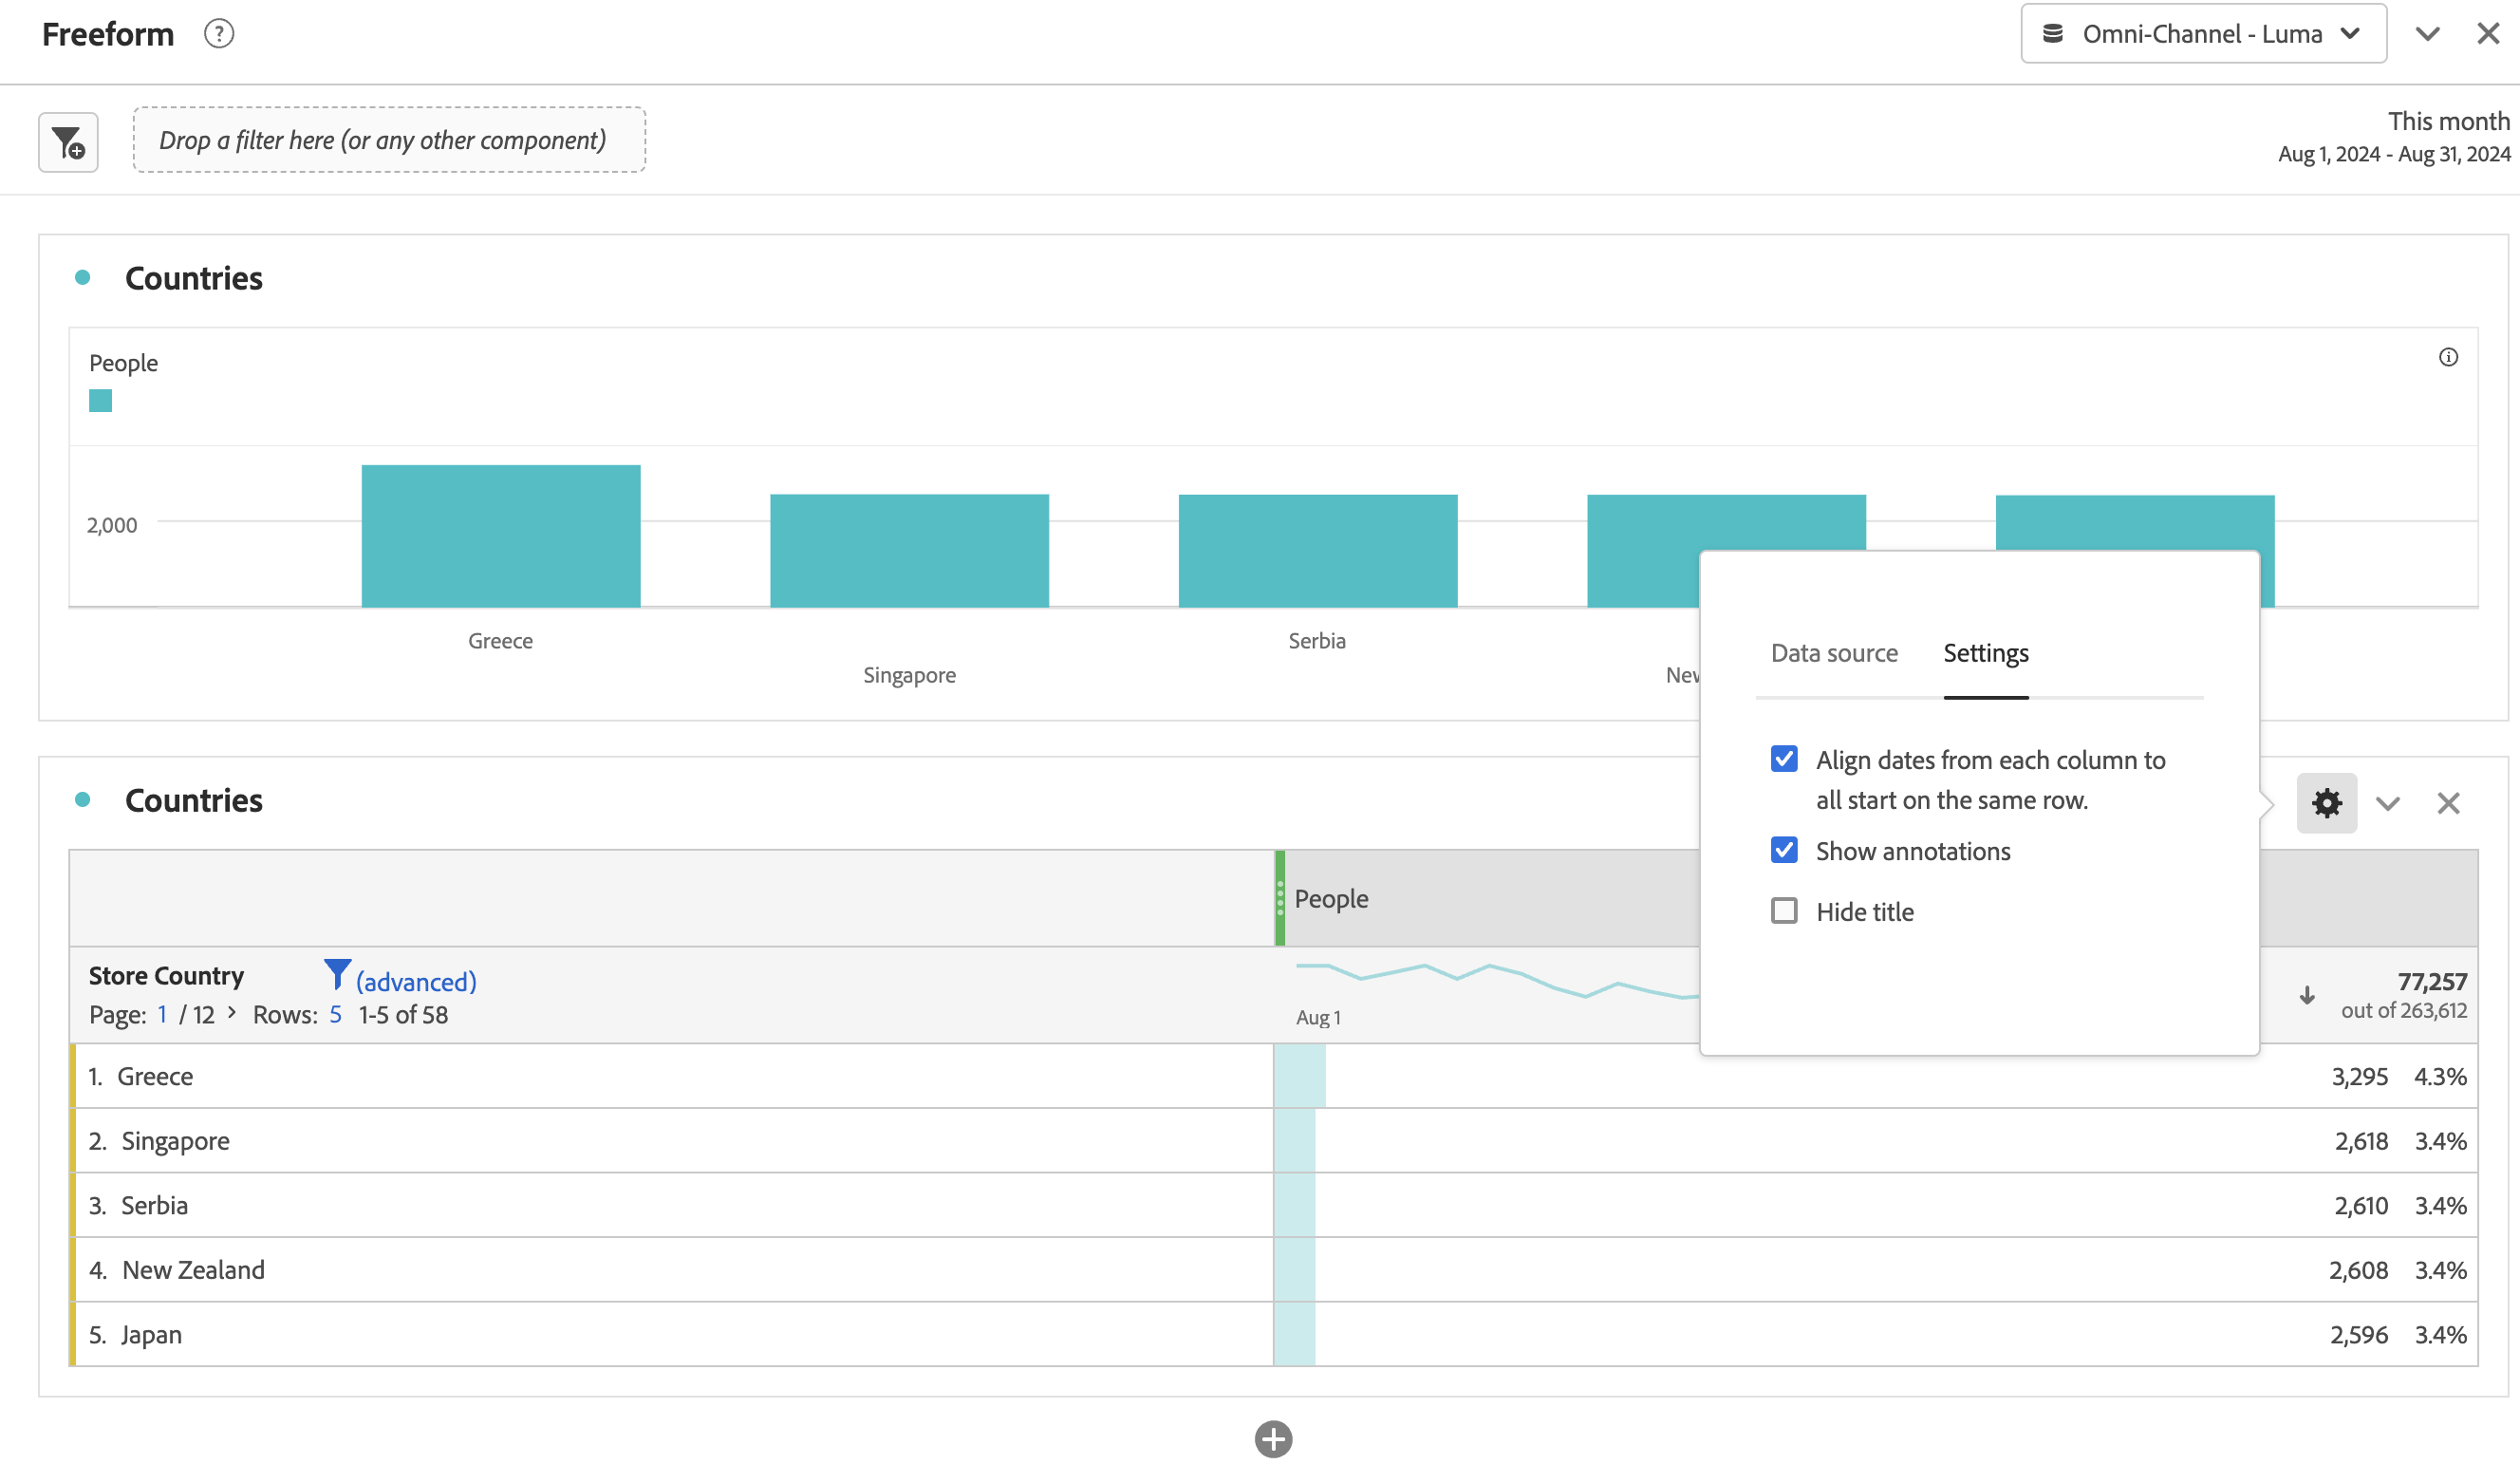 Freeform
Omni-Channel - Luma
Drop a filter here (or any other component)
This month
Aug 1, 2024 - Aug 31, 2024
Countries
People
2,000
Greece
Serbia
Singapore
Data source Settings
Align dates from each column to
all start on the same row.
Show annotations
Hide title
Countries
People
Store Country (advanced)
Page: 1 / 12 > Rows: 5 1-5 of 58
Aug 1
77,257
out of 263,612
1. Greece 3,295 4.3%
2. Singapore 2,618 3.4%
3. Serbia 2,610 3.4%
4. New Zealand 2,608 3.4%
5. Japan 2,596 3.4%